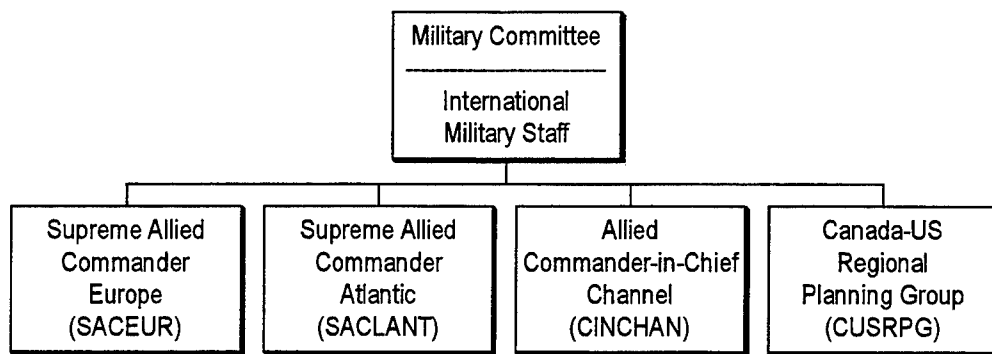 Military Committee
International
Military Staff
Supreme Allied
Commander
Europe
(SACEUR)
Supreme Allied
Commander
Atlantic
(SACLANT)
Allied
Commander-in-Chief
Channel
(CINCHAN)
Canada-US
Regional
Planning Group
(CUSRPG)